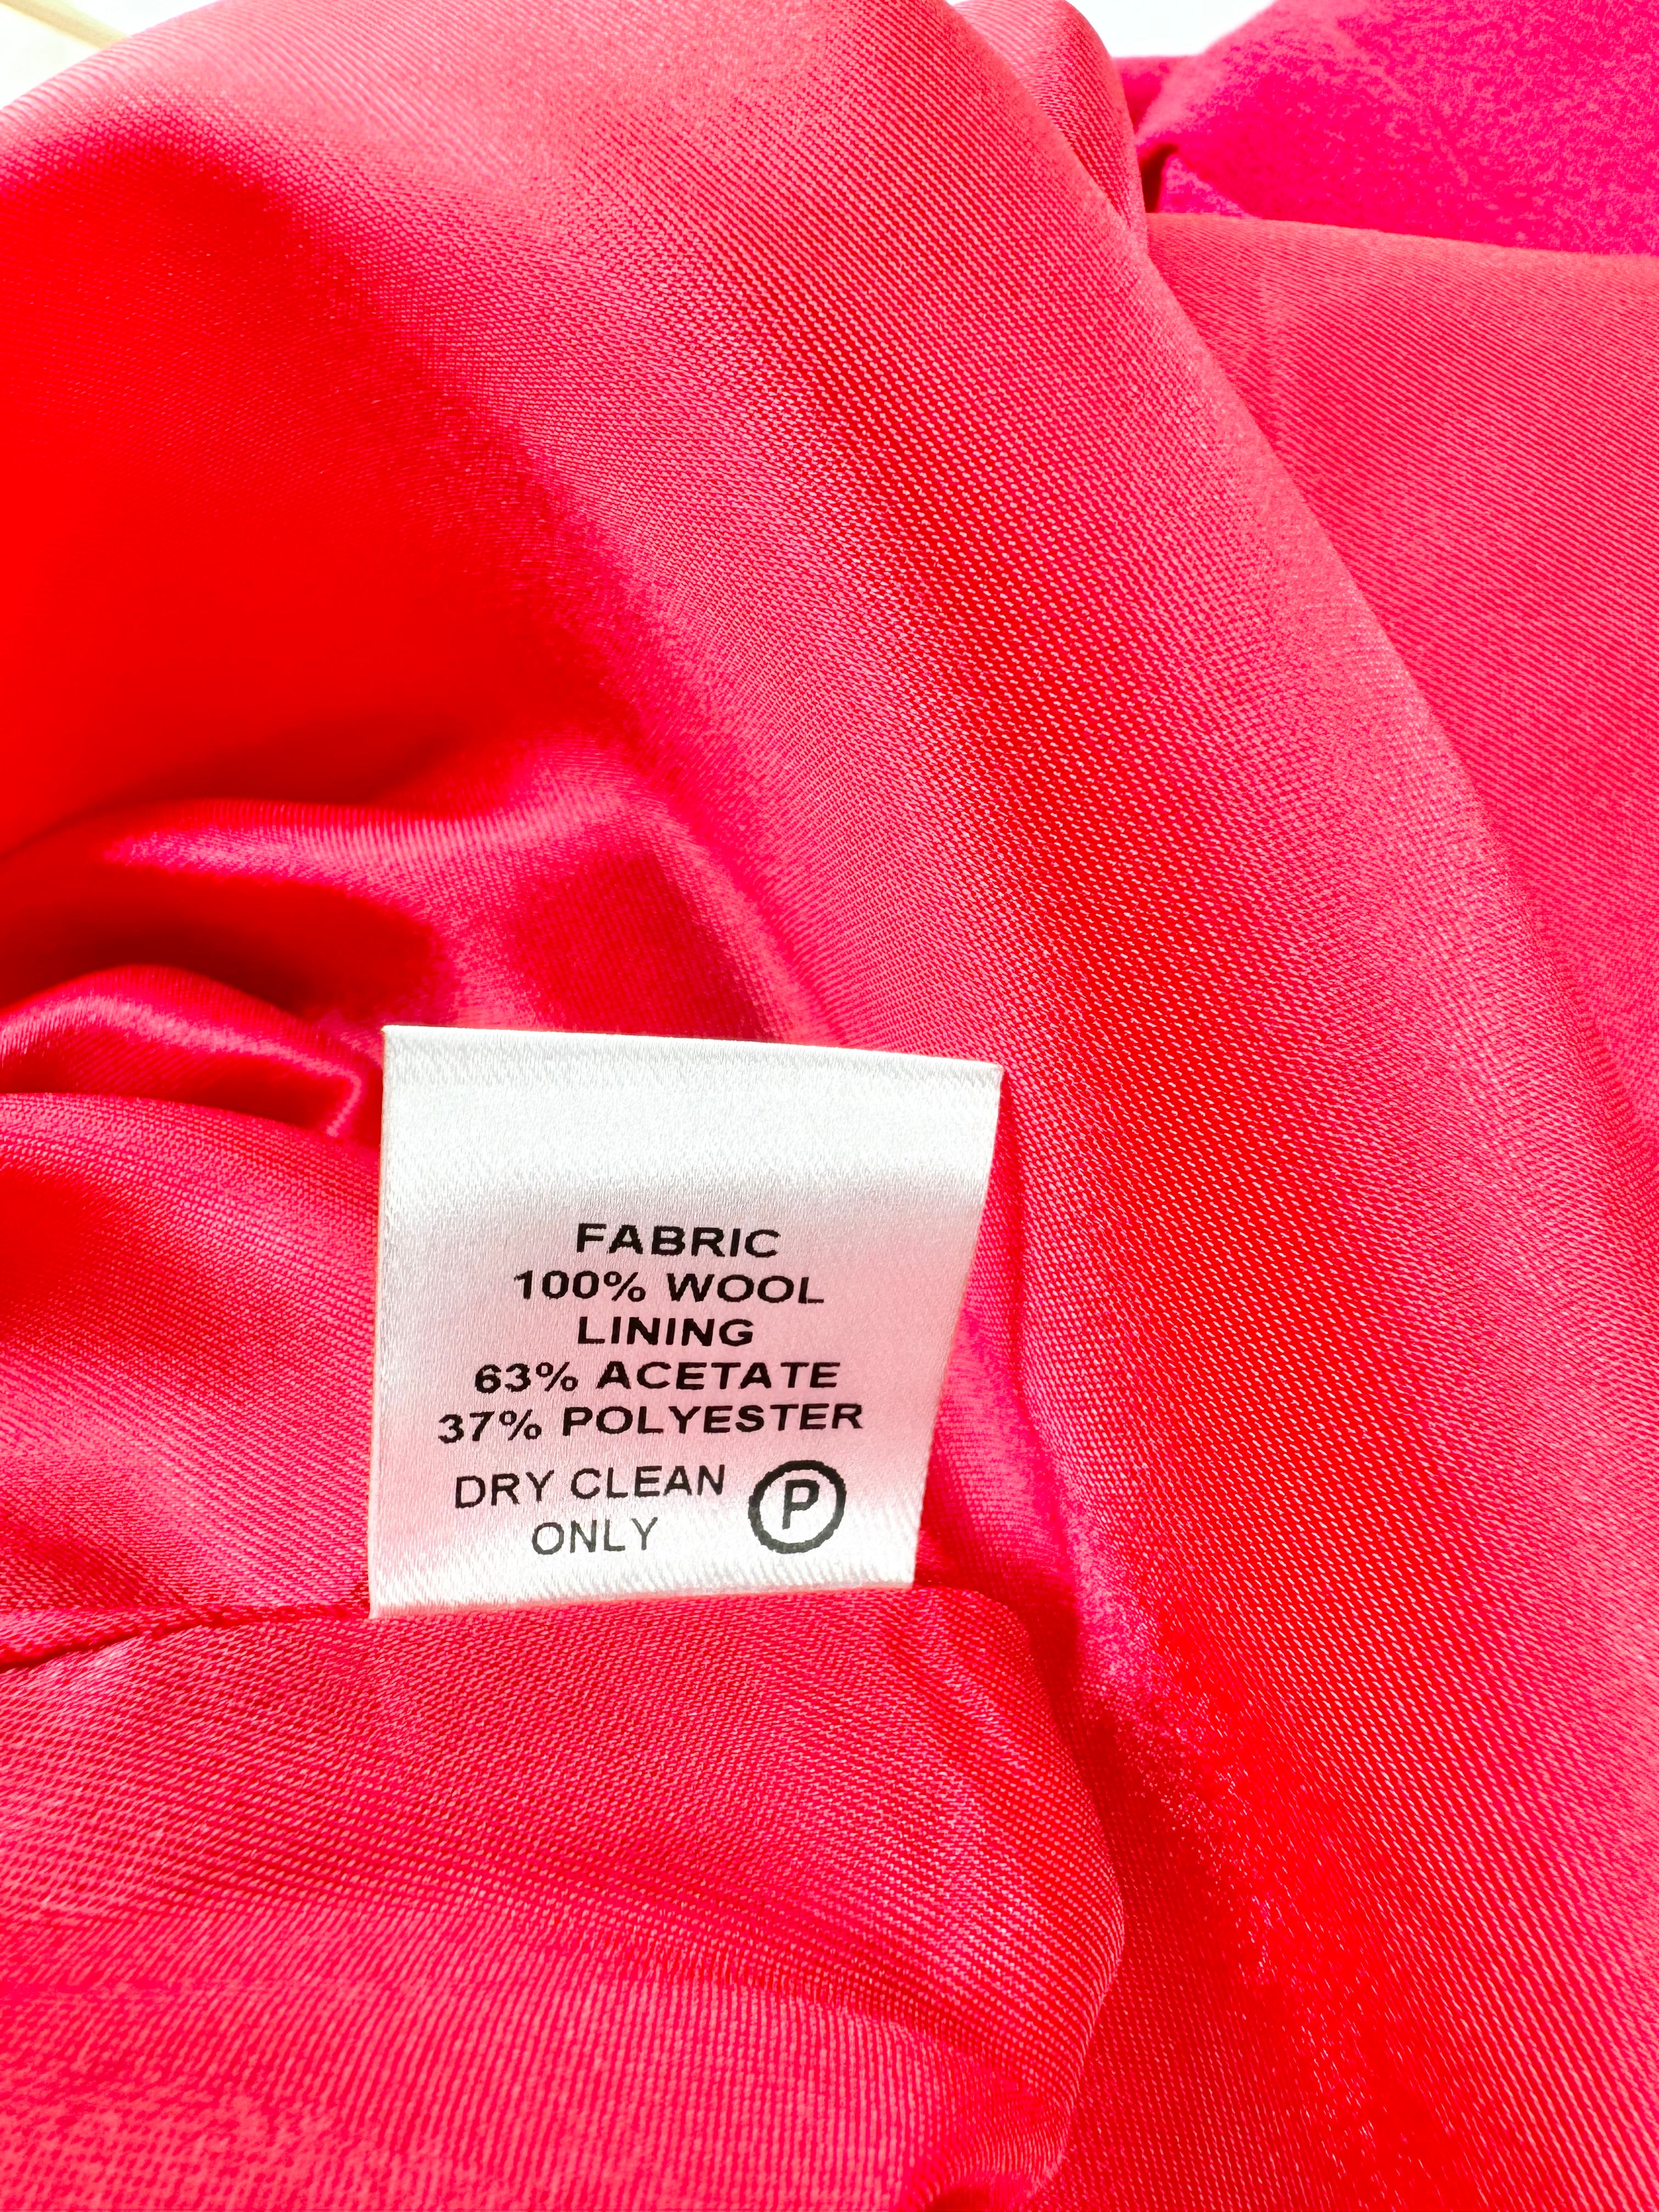 FABRIC
100% WOOL
LINING
63% ACETATE
37% POLYESTER
DRY CLEAN
ONLY
P